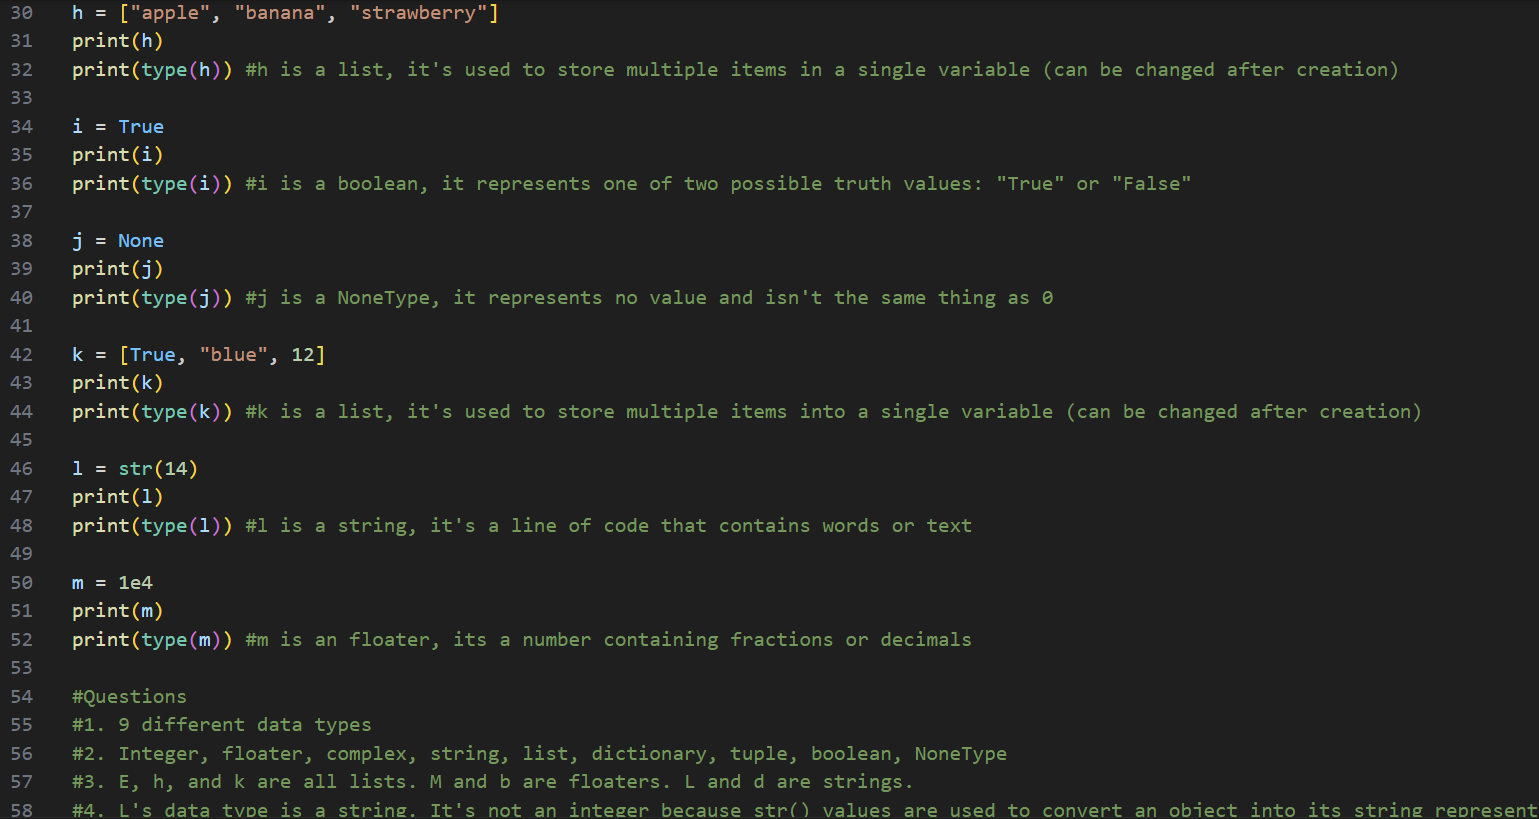 30 h = ["apple", "banana", "strawberry"]
31 print(h)
32 print(type(h)) #h is a list, it's used to store multiple items in a single variable (can be changed after creation)
33
34 i = True
35 print(i)
36 print(type(i)) #i is a boolean, it represents one of two possible truth values: "True" or "False"
37
38 j = None
39 print(j)
40 print(type(j)) #j is a NoneType, it represents no value and isn't the same thing as 0
41
42 k = [True, "blue", 12]
43 print(k)
44 print(type(k)) #k is a list, it's used to store multiple items into a single variable (can be changed after creation)
45
46 l = str(14)
47 print(l)
48 print(type(l)) #l is a string, it's a line of code that contains words or text
49
50 m = 1e4
51 print(m)
52 print(type(m)) #m is an floater, its a number containing fractions or decimals
53
54 #Questions
55 #1. 9 different data types
56 #2. Integer, floater, complex, string, list, dictionary, tuple, boolean, NoneType
57 #3. E, h, and k are all lists. M and b are floaters. L and d are strings.
58 #4. L's data type is a string. It's not an integer because str() values are used to convert an object into its string represent